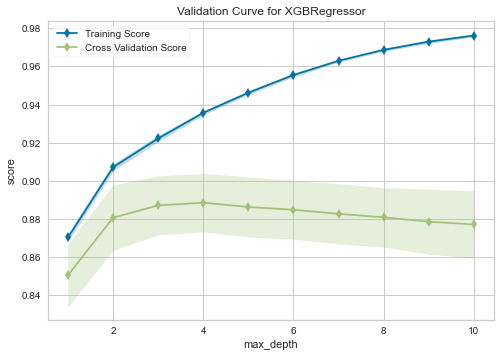 Validation Curve for XGBRegressor
Training Score
Cross Validation Score
0.98
0.96
0.94
0.92
0.90
0.88
0.86
0.84
score
2
4
6
8
10
max_depth